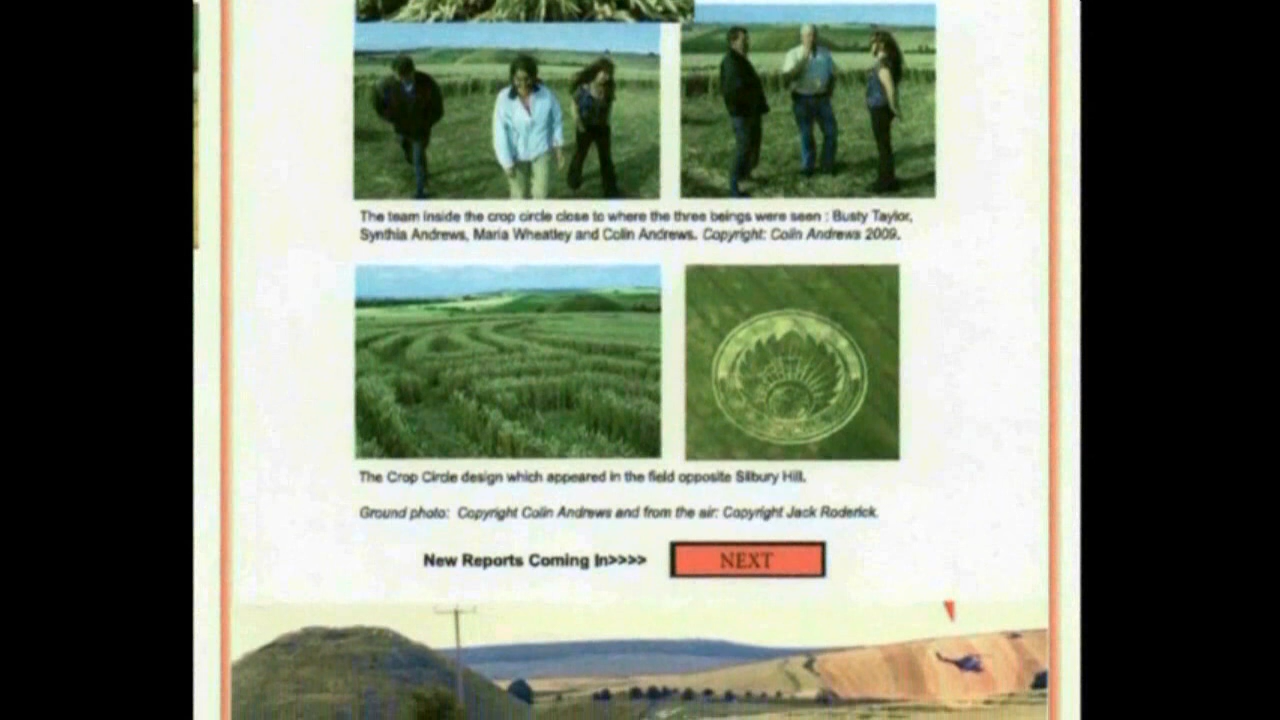 The team inside the crop circle close to where the three beings were seen : Busty Taylor,
Synthia Andrews, Maria Wheatley and Colin Andrews. Copyright: Colin Andrews 2009.
The Crop Circle design which appeared in the field opposite Silbury Hill.
Ground photo: Copyright Colin Andrews and from the air: Copyright Jack Roderick.
New Reports Coming In>>>> NEXT